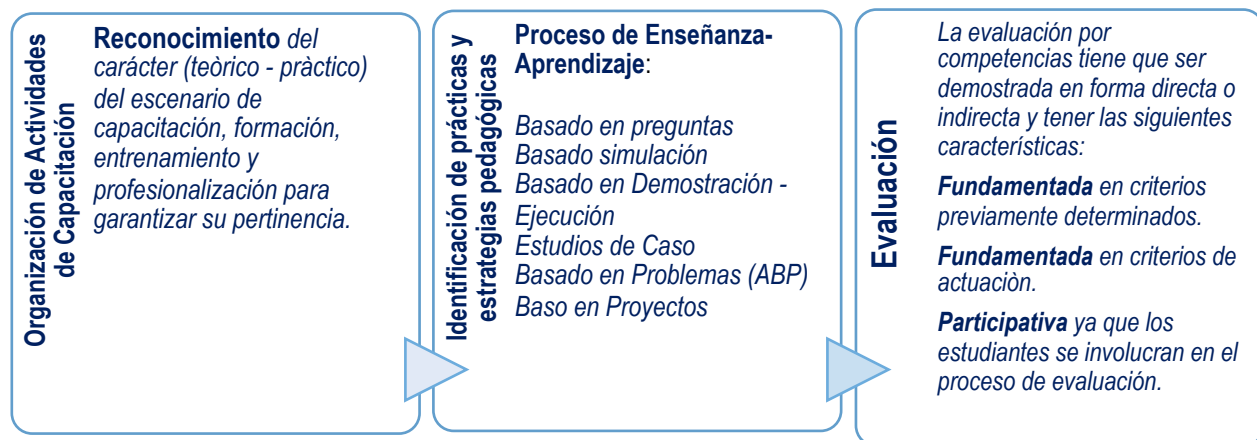 Organización de Actividades
de Capacitación
Reconocimiento del
carácter (teòrico - pràctico)
del escenario de
capacitación, formación,
entrenamiento y
profesionalización para
garantizar su pertinencia.
Identificación de prácticas y
estrategias pedagógicas
Proceso de Enseñanza-
Aprendizaje:
Basado en preguntas
Basado simulación
Basado en Demostración -
Ejecución
Estudios de Caso
Basado en Problemas (ABP)
Baso en Proyectos
Evaluación
La evaluación por
competencias tiene que ser
demostrada en forma directa o
indirecta y tener las siguientes
características:
Fundamentada en criterios
previamente determinados.
Fundamentada en criterios de
actuaciòn.
Participativa ya que los
estudiantes se involucran en el
proceso de evaluación.